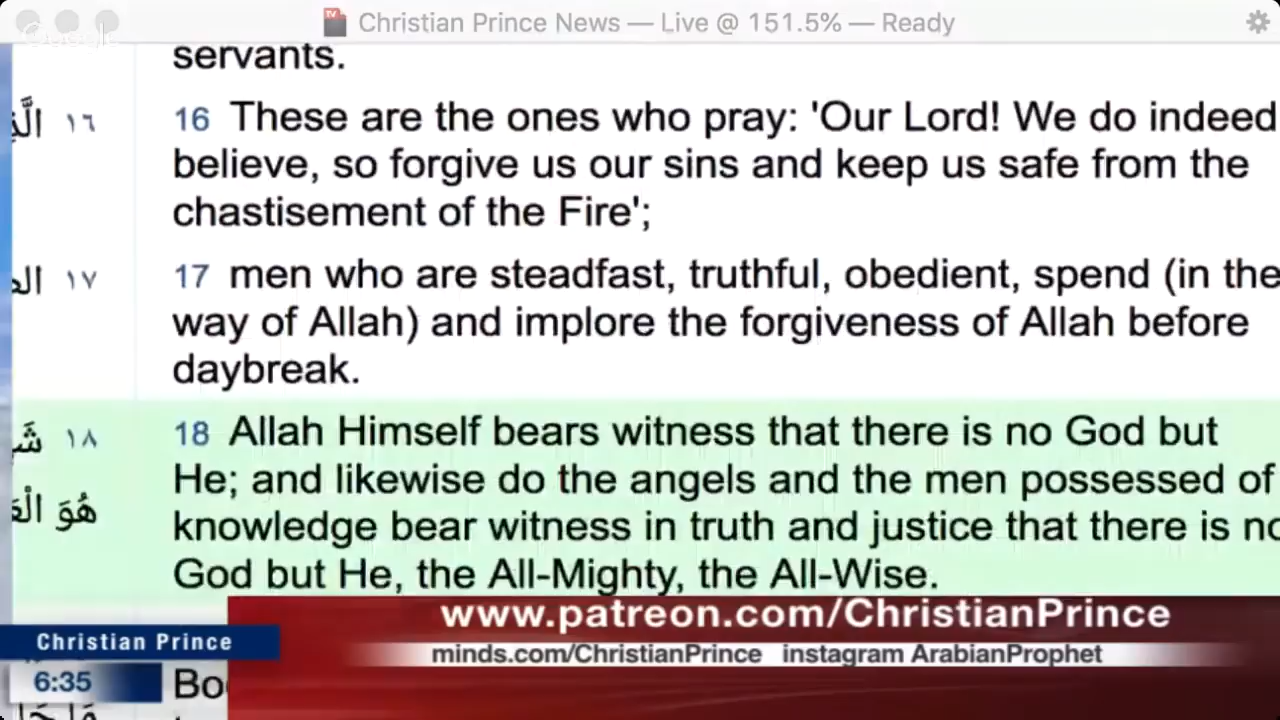 Christian Prince News — Live @ 151.5% — Ready
Google
servants.
١٦
16 These are the ones who pray: 'Our Lord! We do indeed
believe, so forgive us our sins and keep us safe from the
chastisement of the Fire';
١٧
17 men who are steadfast, truthful, obedient, spend (in the
way of Allah) and implore the forgiveness of Allah before
daybreak.
١٨
18 Allah Himself bears witness that there is no God but
He; and likewise do the angels and the men possessed of
هُوَ
knowledge bear witness in truth and justice that there is no
God but He, the All-Mighty, the All-Wise.
www.patreon.com/ChristianPrince
Christian Prince
minds.com/ChristianPrince instagram ArabianProphet
6:35